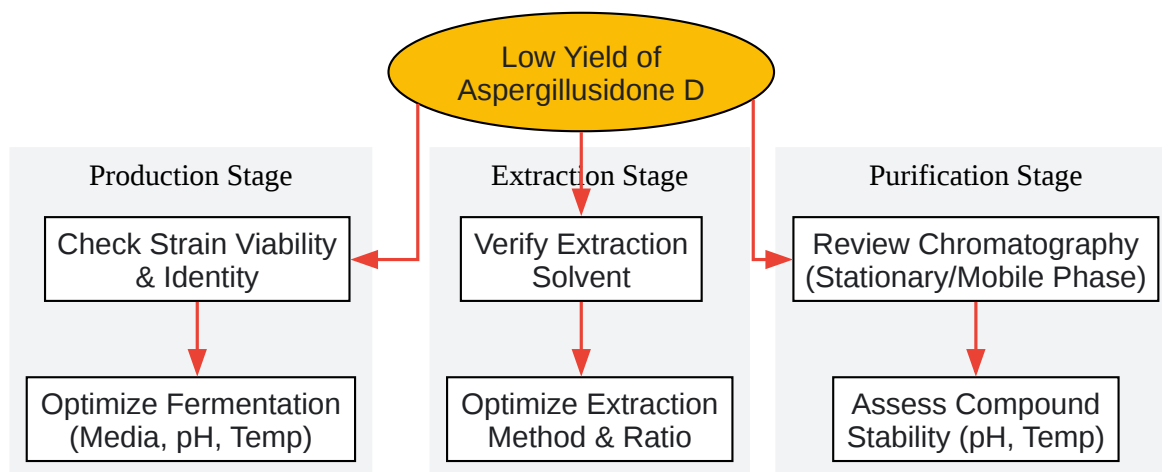 Low Yield of
Aspergillusidone D
Production Stage
Check Strain Viability
& Identity
Optimize Fermentation
(Media, pH, Temp)
Extraction Stage
Verify Extraction
Solvent
Optimize Extraction
Method & Ratio
Purification Stage
Review Chromatography
(Stationary/Mobile Phase)
Assess Compound
Stability (pH, Temp)